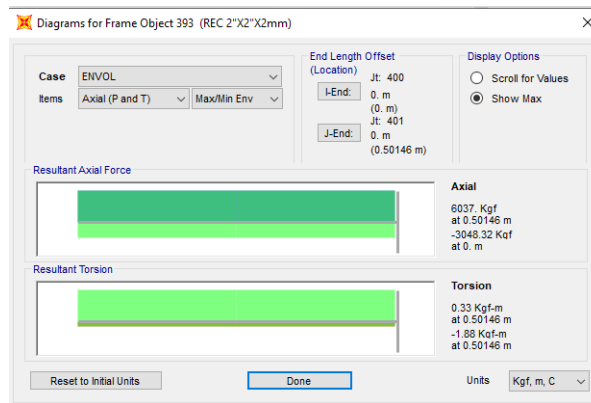 Diagrams for Frame Object 393 (REC 2"X2"X2mm)
Case ENVOL
Items Axial (P and T) Max/Min Env
End Length Offset
(Location)
I-End: Jt: 400
0. m
(0. m)
J-End: Jt: 401
0. m
(0.50146 m)
Display Options
Scroll for Values
Show Max
Resultant Axial Force
Axial
6037. Kgf
at 0.50146 m
-3048.32 Kgf
at 0. m
Resultant Torsion
Torsion
0.33 Kgf-m
at 0.50146 m
-1.88 Kgf-m
at 0.50146 m
Reset to Initial Units
Done
Units Kgf, m, C